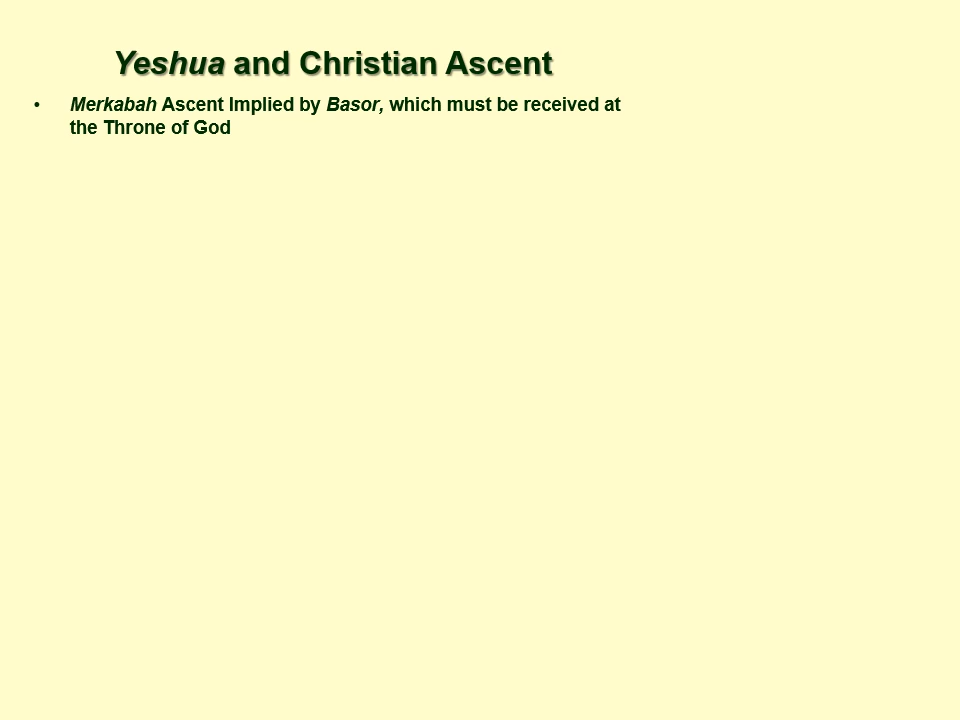 Yeshua and Christian Ascent
• Merkabah Ascent Implied by Basor, which must be received at
the Throne of God